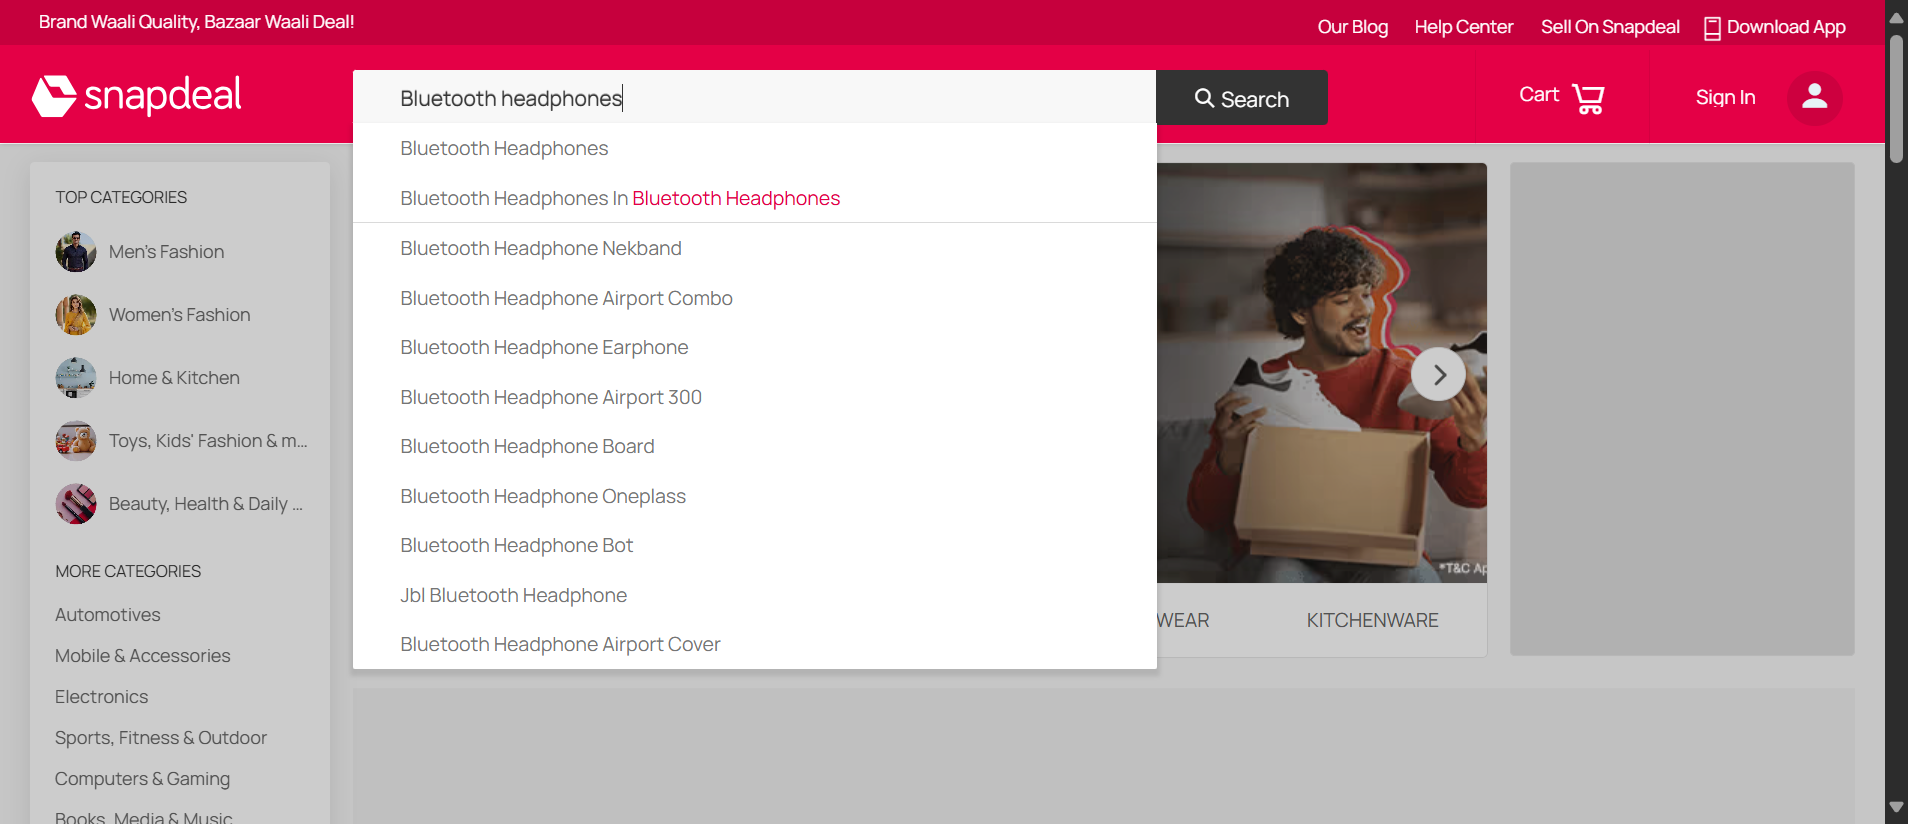 Brand Waali Quality, Bazaar Waali Deal!
Our Blog
Help Center
Sell On Snapdeal
Download App
snapdeal
Bluetooth headphones
Search
Cart
Sign In
Bluetooth Headphones
Bluetooth Headphones In Bluetooth Headphones
Bluetooth Headphone Nekband
Bluetooth Headphone Airport Combo
Bluetooth Headphone Earphone
Bluetooth Headphone Airport 300
Bluetooth Headphone Board
Bluetooth Headphone Oneplass
Bluetooth Headphone Bot
Jbl Bluetooth Headphone
Bluetooth Headphone Airport Cover
TOP CATEGORIES
Men's Fashion
Women's Fashion
Home & Kitchen
Toys, Kids' Fashion & m...
Beauty, Health & Daily ...
MORE CATEGORIES
Automotives
Mobile & Accessories
Electronics
Sports, Fitness & Outdoor
Computers & Gaming
Books, Media & Music
*T&C Ap
WEAR
KITCHENWARE